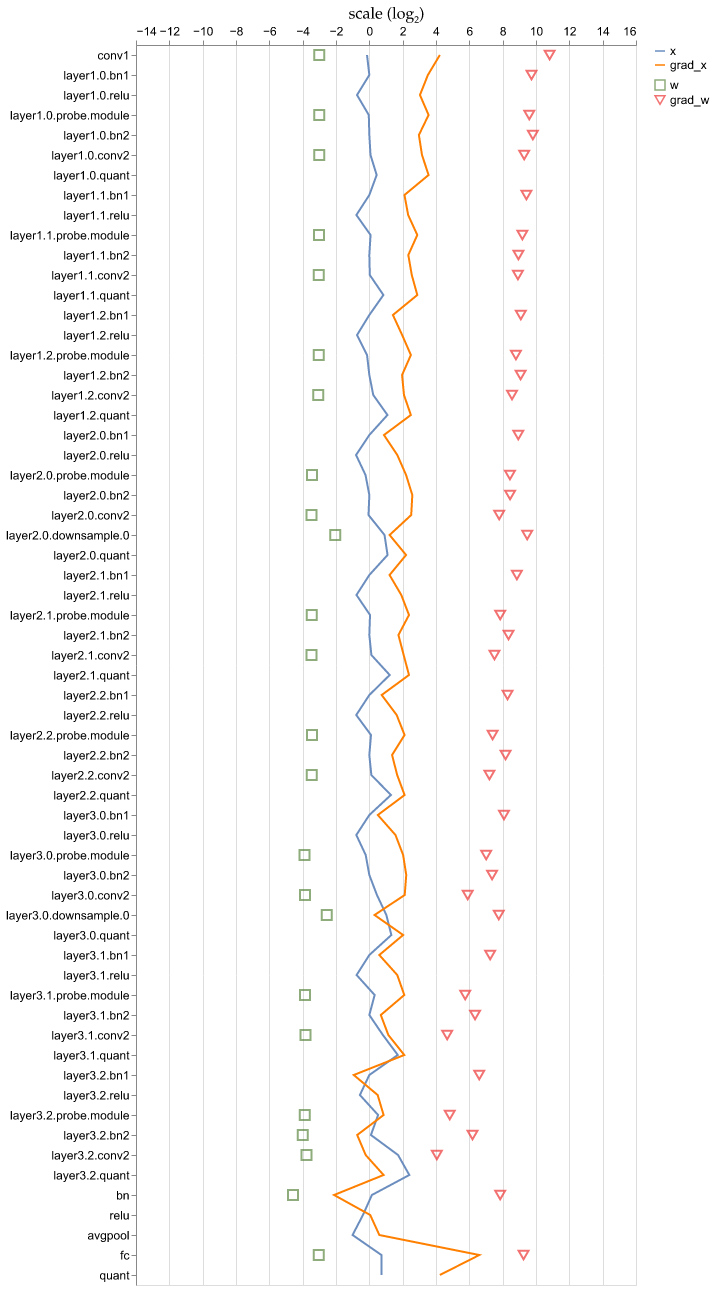 scale (log₂)
−14 −12 −10 −8 −6 −4 −2 0 2 4 6 8 10 12 14 16
x
grad_x
w
grad_w
conv1
layer1.0.bn1
layer1.0.relu
layer1.0.probe.module
layer1.0.bn2
layer1.0.conv2
layer1.0.quant
layer1.1.bn1
layer1.1.relu
layer1.1.probe.module
layer1.1.bn2
layer1.1.conv2
layer1.1.quant
layer1.2.bn1
layer1.2.relu
layer1.2.probe.module
layer1.2.bn2
layer1.2.conv2
layer1.2.quant
layer2.0.bn1
layer2.0.relu
layer2.0.probe.module
layer2.0.bn2
layer2.0.conv2
layer2.0.downsample.0
layer2.0.quant
layer2.1.bn1
layer2.1.relu
layer2.1.probe.module
layer2.1.bn2
layer2.1.conv2
layer2.1.quant
layer2.2.bn1
layer2.2.relu
layer2.2.probe.module
layer2.2.bn2
layer2.2.conv2
layer2.2.quant
layer3.0.bn1
layer3.0.relu
layer3.0.probe.module
layer3.0.bn2
layer3.0.conv2
layer3.0.downsample.0
layer3.0.quant
layer3.1.bn1
layer3.1.relu
layer3.1.probe.module
layer3.1.bn2
layer3.1.conv2
layer3.1.quant
layer3.2.bn1
layer3.2.relu
layer3.2.probe.module
layer3.2.bn2
layer3.2.conv2
layer3.2.quant
bn
relu
avgpool
fc
quant